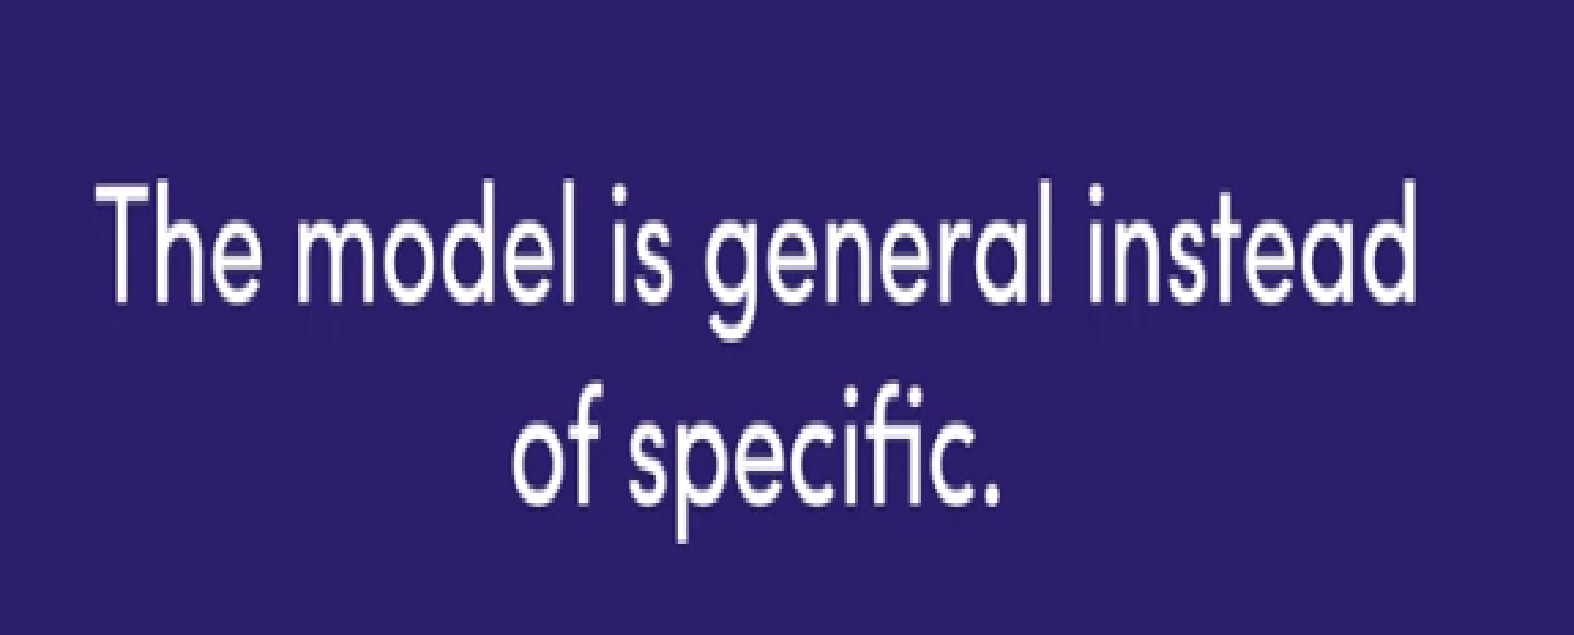 The model is general instead
of specific.